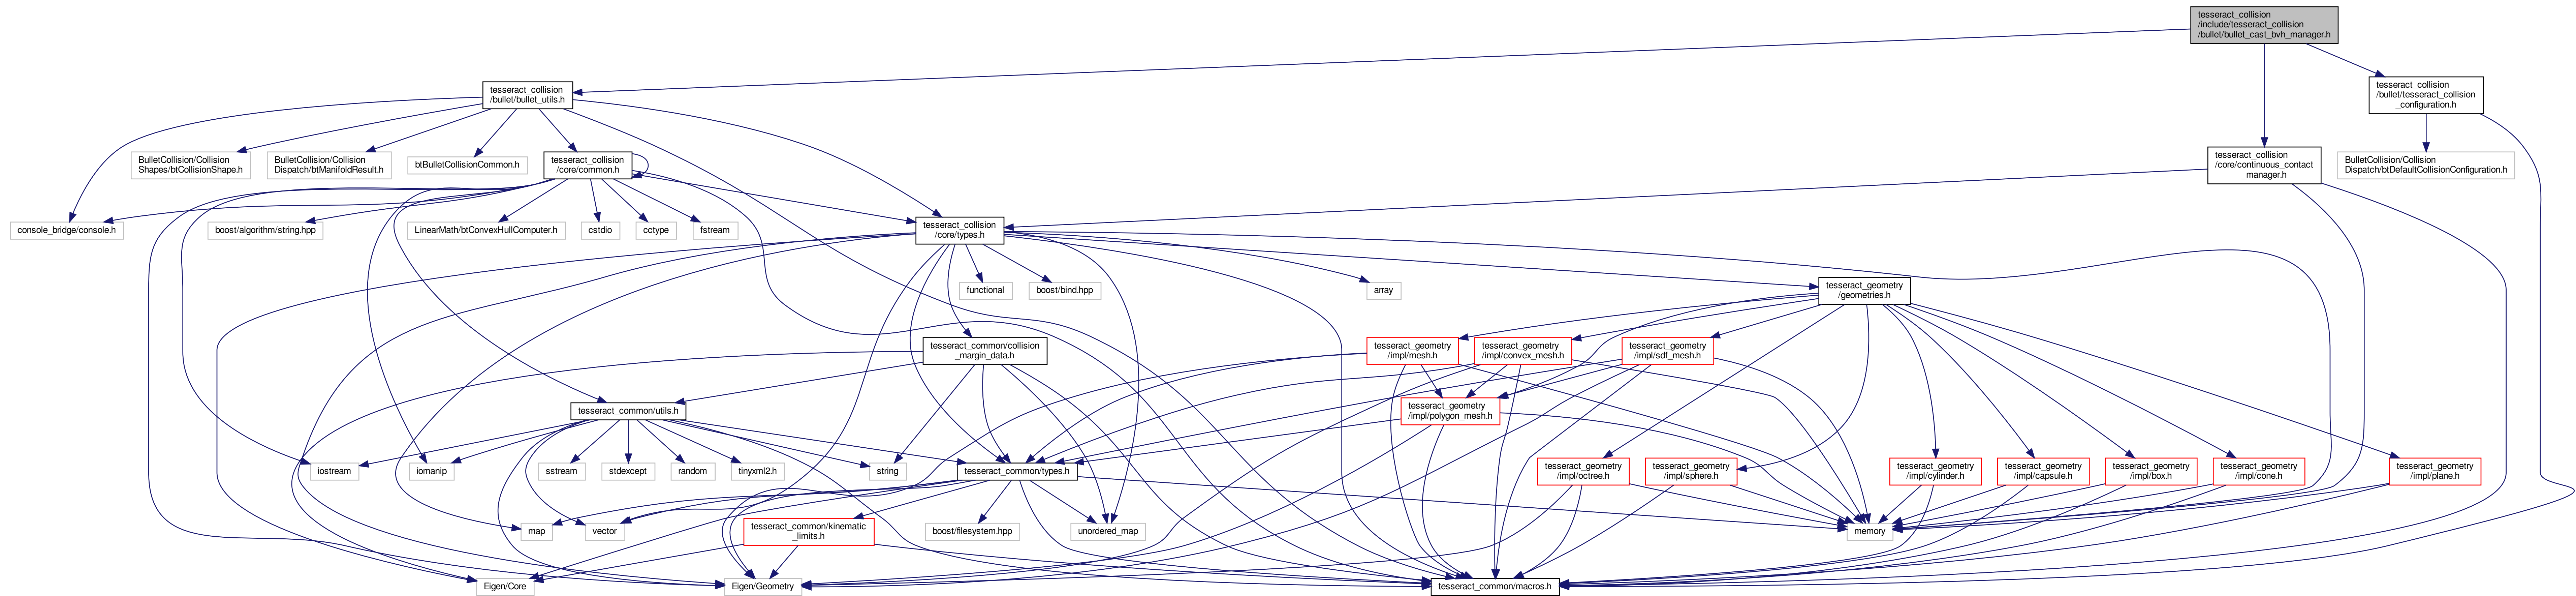 tesseract_collision
/include/tesseract_collision
/bullet/bullet_cast_bvh_manager.h
tesseract_collision
/bullet/bullet_utils.h
tesseract_collision
/bullet/tesseract_collision
_configuration.h
BulletCollision/Collision
Shapes/btCollisionShape.h
BulletCollision/Collision
Dispatch/btManifoldResult.h
btBulletCollisionCommon.h
tesseract_collision
/core/common.h
tesseract_collision
/core/continuous_contact
_manager.h
BulletCollision/Collision
Dispatch/btDefaultCollisionConfiguration.h
console_bridge/console.h
boost/algorithm/string.hpp
LinearMath/btConvexHullComputer.h
cstdio
cctype
fstream
tesseract_collision
/core/types.h
functional
boost/bind.hpp
array
tesseract_geometry
/geometries.h
tesseract_common/collision
_margin_data.h
tesseract_geometry
/impl/mesh.h
tesseract_geometry
/impl/convex_mesh.h
tesseract_geometry
/impl/sdf_mesh.h
tesseract_common/utils.h
tesseract_geometry
/impl/polygon_mesh.h
iostream
iomanip
sstream
stdexcept
random
tinyxml2.h
string
tesseract_common/types.h
tesseract_geometry
/impl/octree.h
tesseract_geometry
/impl/sphere.h
tesseract_geometry
/impl/cylinder.h
tesseract_geometry
/impl/capsule.h
tesseract_geometry
/impl/box.h
tesseract_geometry
/impl/cone.h
tesseract_geometry
/impl/plane.h
map
vector
tesseract_common/kinematic
_limits.h
boost/filesystem.hpp
unordered_map
memory
Eigen/Core
Eigen/Geometry
tesseract_common/macros.h